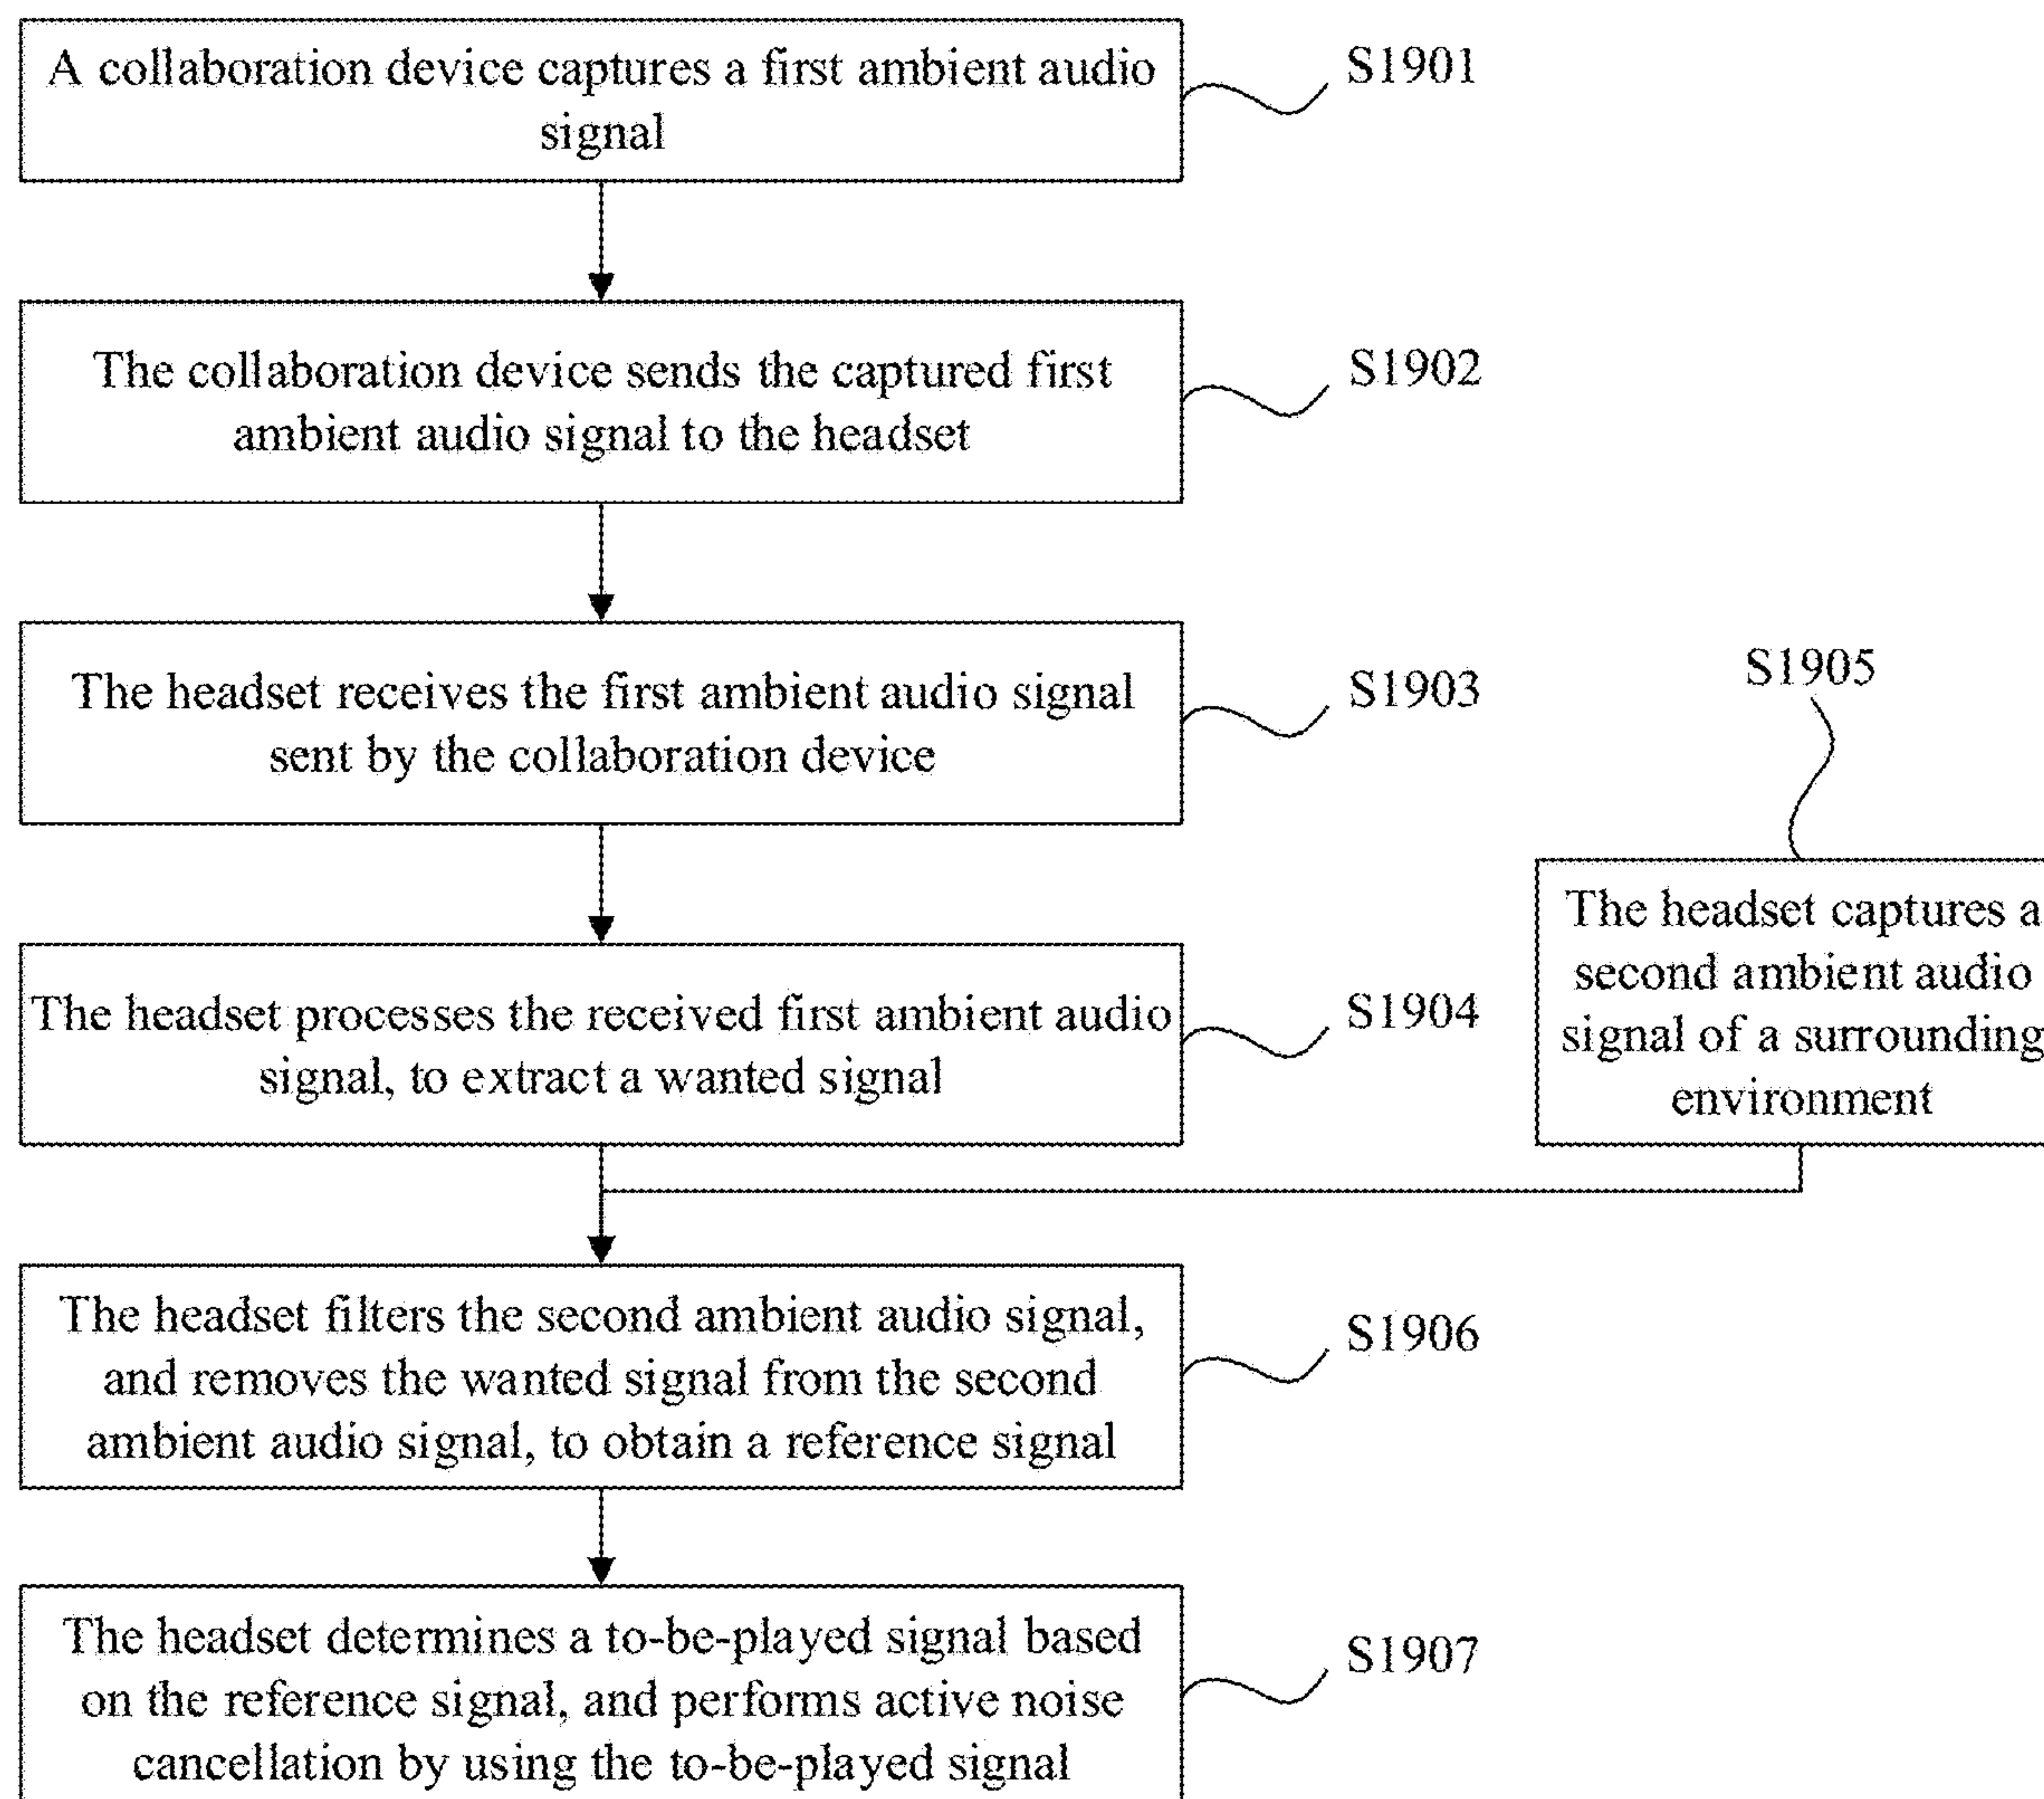 A collaboration device captures a first ambient audio
signal
S1901
The collaboration device sends the captured first
ambient audio signal to the headset
S1902
The headset receives the first ambient audio signal
sent by the collaboration device
S1903
The headset processes the received first ambient audio
signal, to extract a wanted signal
S1904
S1905
The headset captures a
second ambient audio
signal of a surrounding
environment
The headset filters the second ambient audio signal,
and removes the wanted signal from the second
ambient audio signal, to obtain a reference signal
S1906
The headset determines a to-be-played signal based
on the reference signal, and performs active noise
cancellation by using the to-be-played signal
S1907